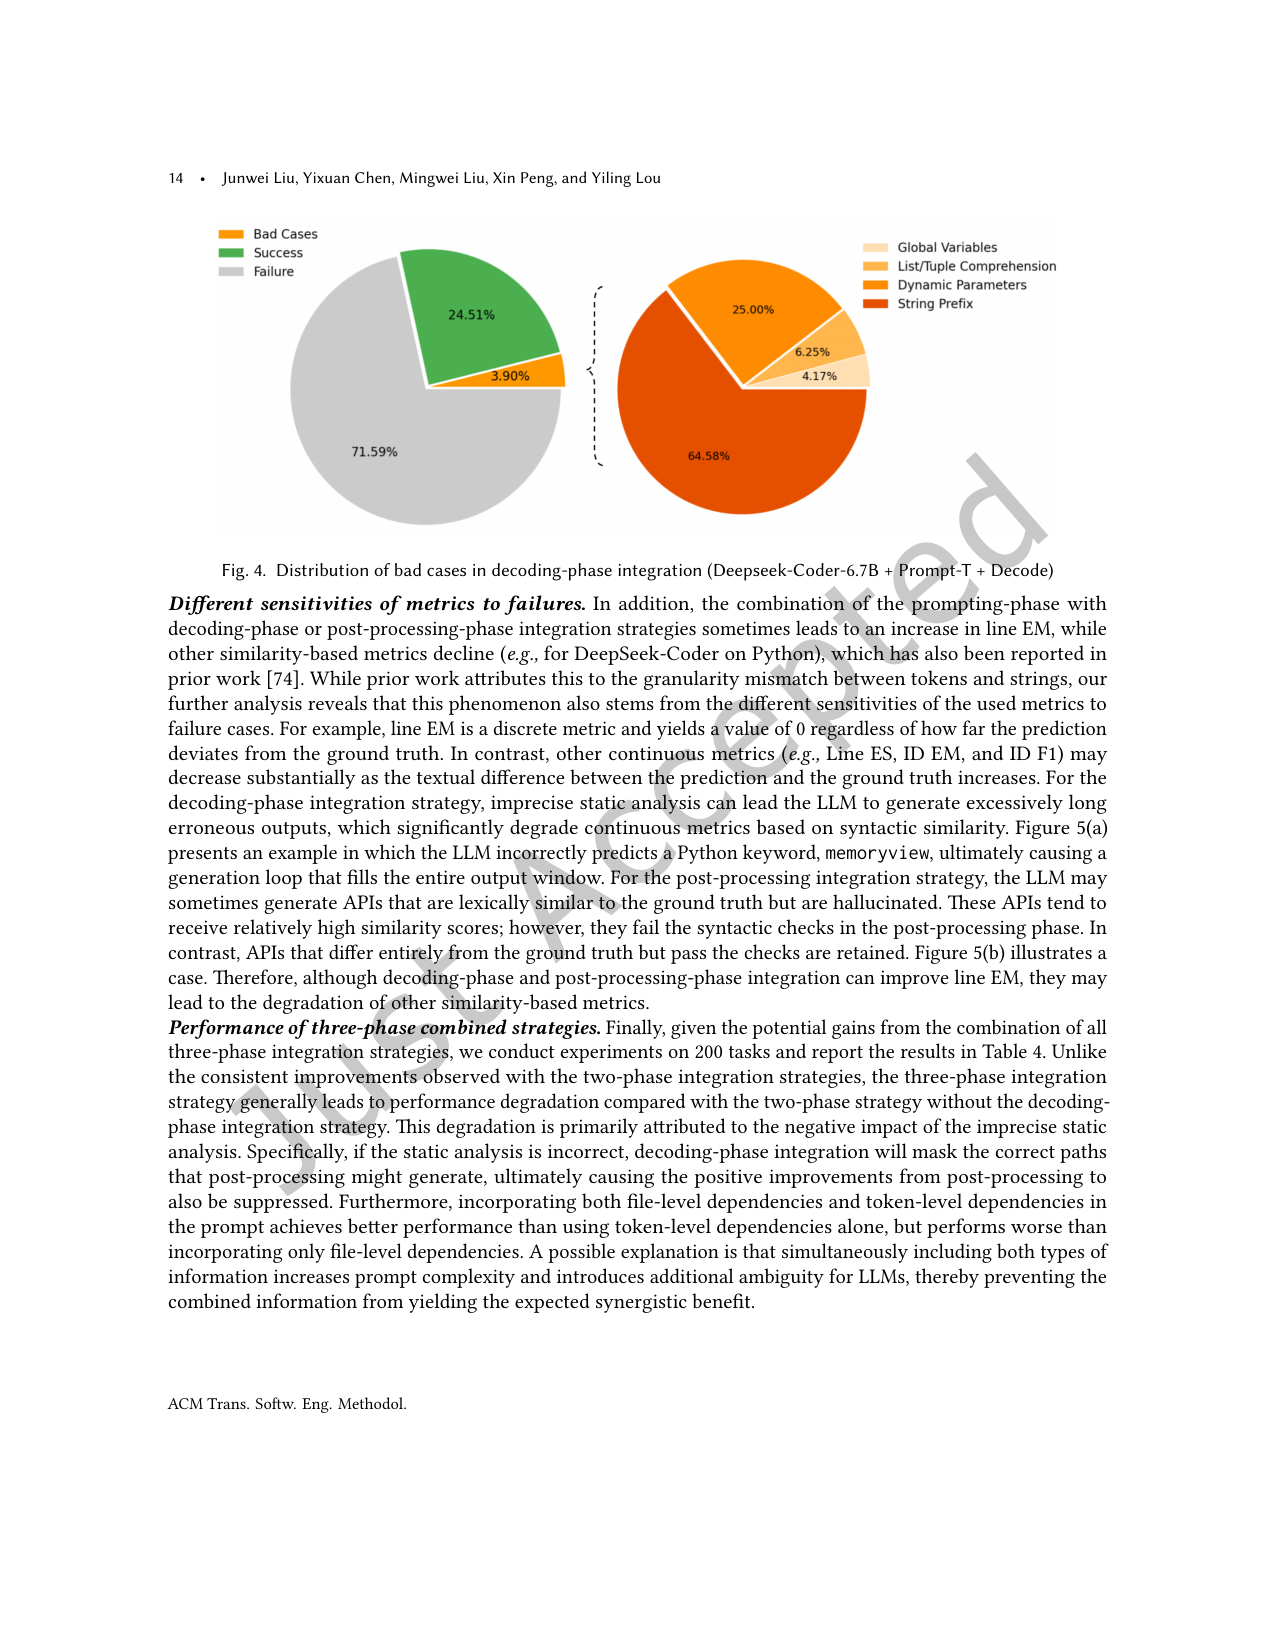 14 • Junwei Liu, Yixuan Chen, Mingwei Liu, Xin Peng, and Yiling Lou
Bad Cases
Success
Failure
24.51%
3.90%
71.59%
Global Variables
List/Tuple Comprehension
Dynamic Parameters
String Prefix
25.00%
6.25%
4.17%
64.58%
Fig. 4. Distribution of bad cases in decoding-phase integration (Deepseek-Coder-6.7B + Prompt-T + Decode)
Different sensitivities of metrics to failures. In addition, the combination of the prompting-phase with
decoding-phase or post-processing-phase integration strategies sometimes leads to an increase in line EM, while
other similarity-based metrics decline (e.g., for DeepSeek-Coder on Python), which has also been reported in
prior work [74]. While prior work attributes this to the granularity mismatch between tokens and strings, our
further analysis reveals that this phenomenon also stems from the different sensitivities of the used metrics to
failure cases. For example, line EM is a discrete metric and yields a value of 0 regardless of how far the prediction
deviates from the ground truth. In contrast, other continuous metrics (e.g., Line ES, ID EM, and ID F1) may
decrease substantially as the textual difference between the prediction and the ground truth increases. For the
decoding-phase integration strategy, imprecise static analysis can lead the LLM to generate excessively long
erroneous outputs, which significantly degrade continuous metrics based on syntactic similarity. Figure 5(a)
presents an example in which the LLM incorrectly predicts a Python keyword, memoryview, ultimately causing a
generation loop that fills the entire output window. For the post-processing integration strategy, the LLM may
sometimes generate APIs that are lexically similar to the ground truth but are hallucinated. These APIs tend to
receive relatively high similarity scores; however, they fail the syntactic checks in the post-processing phase. In
contrast, APIs that differ entirely from the ground truth but pass the checks are retained. Figure 5(b) illustrates a
case. Therefore, although decoding-phase and post-processing-phase integration can improve line EM, they may
lead to the degradation of other similarity-based metrics.
Performance of three-phase combined strategies. Finally, given the potential gains from the combination of all
three-phase integration strategies, we conduct experiments on 200 tasks and report the results in Table 4. Unlike
the consistent improvements observed with the two-phase integration strategies, the three-phase integration
strategy generally leads to performance degradation compared with the two-phase strategy without the decoding-
phase integration strategy. This degradation is primarily attributed to the negative impact of the imprecise static
analysis. Specifically, if the static analysis is incorrect, decoding-phase integration will mask the correct paths
that post-processing might generate, ultimately causing the positive improvements from post-processing to
also be suppressed. Furthermore, incorporating both file-level dependencies and token-level dependencies in
the prompt achieves better performance than using token-level dependencies alone, but performs worse than
incorporating only file-level dependencies. A possible explanation is that simultaneously including both types of
information increases prompt complexity and introduces additional ambiguity for LLMs, thereby preventing the
combined information from yielding the expected synergistic benefit.
Just Accepted
ACM Trans. Softw. Eng. Methodol.